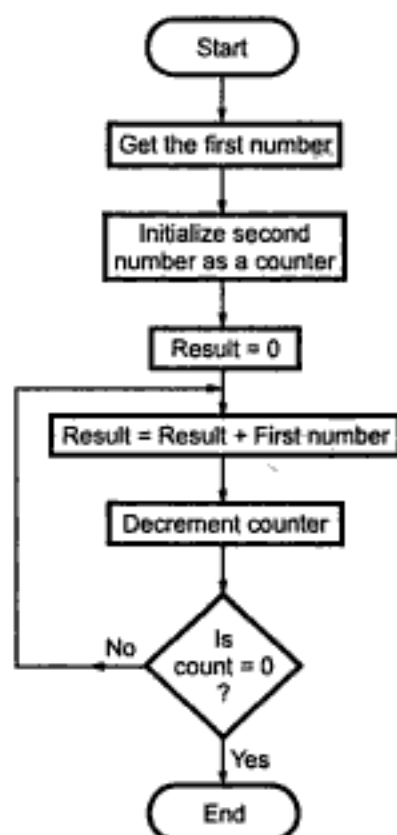 Start
Get the first number
Initialize second
number as a counter
Result = 0
Result = Result + First number
Decrement counter
Is
count = 0
?
No
Yes
End